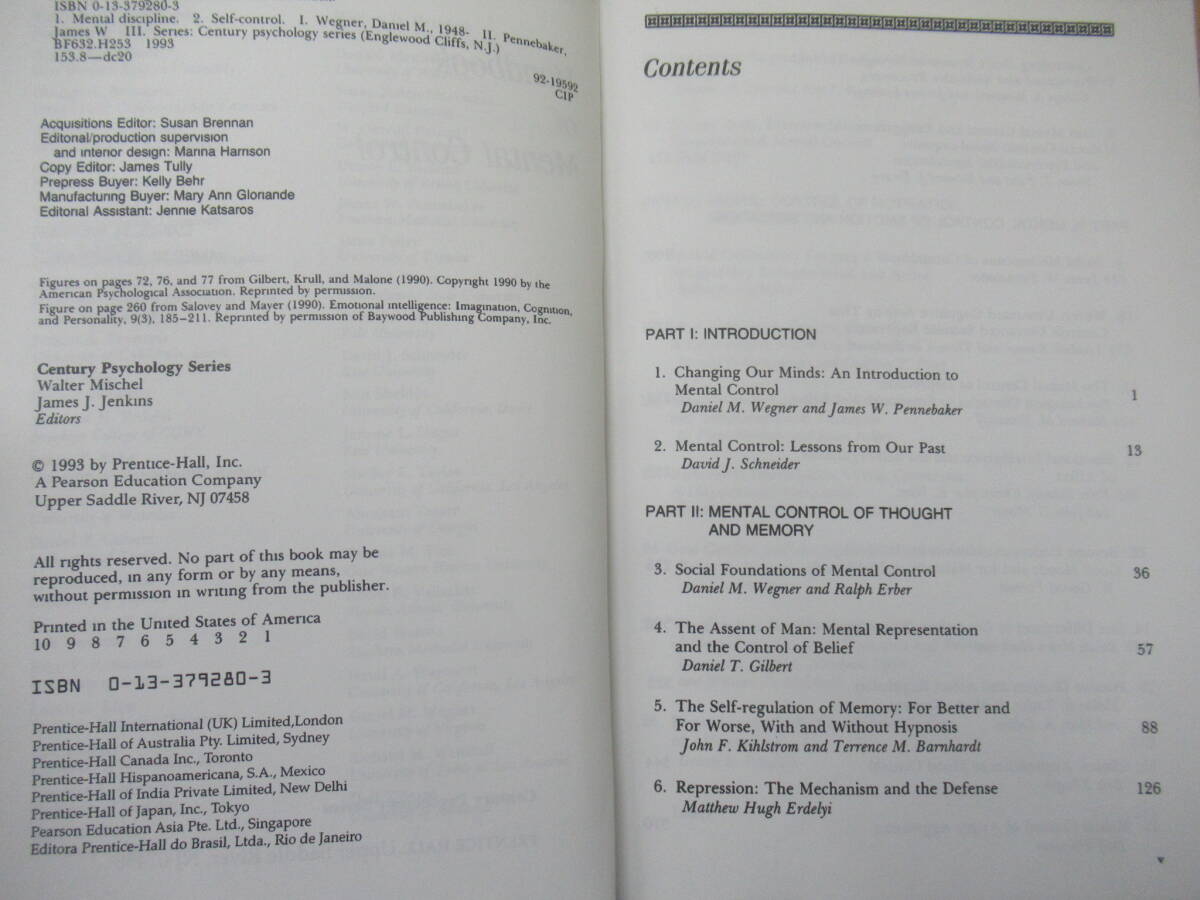 ISBN 0-13-379280-3
1. Mental discipline. 2. Self-control. I. Wegner, Daniel M., 1948- II. Pennebaker,
James W III. Series: Century psychology series (Englewood Cliffs, N.J.)
BF632.H253 1993
153.8—dc20
92-19592
CIP
Acquisitions Editor: Susan Brennan
Editorial/production supervision
and interior design: Marina Harrison
Copy Editor: James Tully
Prepress Buyer: Kelly Behr
Manufacturing Buyer: Mary Ann Gloriande
Editorial Assistant: Jennie Katsaros
Figures on pages 72, 76, and 77 from Gilbert, Krull, and Malone (1990). Copyright 1990 by the
American Psychological Association. Reprinted by permission.
Figure on page 260 from Salovey and Mayer (1990). Emotional intelligence: Imagination, Cognition,
and Personality, 9(3), 185–211. Reprinted by permission of Baywood Publishing Company, Inc.
Century Psychology Series
Walter Mischel
James J. Jenkins
Editors
© 1993 by Prentice-Hall, Inc.
A Pearson Education Company
Upper Saddle River, NJ 07458
All rights reserved. No part of this book may be
reproduced, in any form or by any means,
without permission in writing from the publisher.
Printed in the United States of America
10 9 8 7 6 5 4 3 2 1
ISBN 0-13-379280-3
Prentice-Hall International (UK) Limited,London
Prentice-Hall of Australia Pty. Limited, Sydney
Prentice-Hall Canada Inc., Toronto
Prentice-Hall Hispanoamericana, S.A., Mexico
Prentice-Hall of India Private Limited, New Delhi
Prentice-Hall of Japan, Inc., Tokyo
Pearson Education Asia Pte. Ltd., Singapore
Editora Prentice-Hall do Brasil, Ltda., Rio de Janeiro
Contents
PART I: INTRODUCTION
1. Changing Our Minds: An Introduction to
Mental Control 1
Daniel M. Wegner and James W. Pennebaker
2. Mental Control: Lessons from Our Past 13
David J. Schneider
PART II: MENTAL CONTROL OF THOUGHT
AND MEMORY
3. Social Foundations of Mental Control 36
Daniel M. Wegner and Ralph Erber
4. The Assent of Man: Mental Representation
and the Control of Belief 57
Daniel T. Gilbert
5. The Self-regulation of Memory: For Better and
For Worse, With and Without Hypnosis 88
John F. Kihlstrom and Terrence M. Barnhardt
6. Repression: The Mechanism and the Defense 126
Matthew Hugh Erdelyi
v